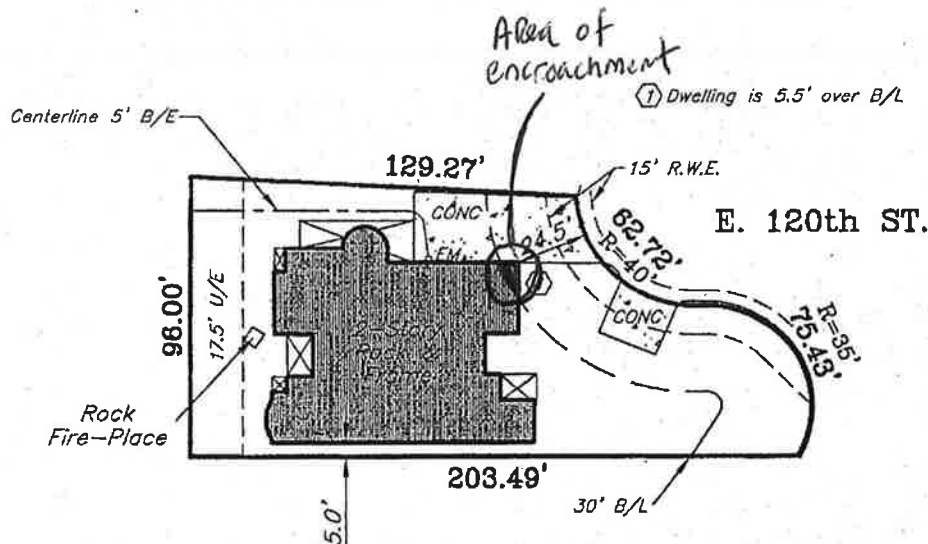 Area of
encroachment
1 Dwelling is 5.5' over B/L
Centerline 5' B/E
129.27'
15' R.W.E.
CONC
E. 120th ST.
24.5'
62.72'
R=40'
EM
98.00'
17.5' U/E
2-Story
Rock &
Frame
1
CONC
R=35'
75.43'
Rock
Fire-Place
203.49'
30' B/L
5.0'